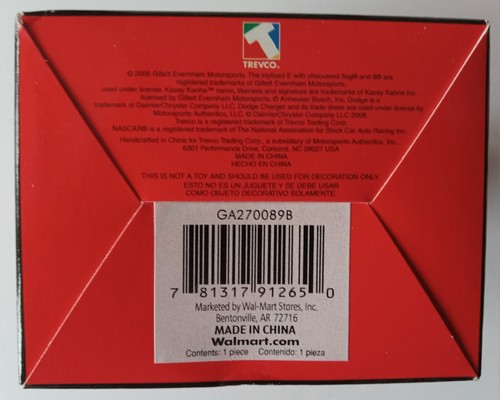 TREVCO®
© 2006 Gillett Evernham Motorsports. The stylized E with chevrons and 9® are
registered trademarks of Gillett Evernham Motorsports,
used under license. Kasey Kahne™ name, likeness and signature are trademarks of Kasey Kahne Inc.
licensed by Gillett Evernham Motorsports. © Anheuser Busch, Inc. Dodge is a
trademark of DaimlerChrysler Company LLC. Dodge Charger and its trade dress are used under license by
Motorsports Authentics, LLC. © DaimlerChrysler Company LLC 2006.
Trevco is a registered trademark of Trevco Trading Corp.
NASCAR® is a registered trademark of The National Association for Stock Car Auto Racing Inc.
Handcrafted in China for Trevco Trading Corp., a subsidiary of Motorsports Authentics, Inc.
6301 Performance Drive, Concord, NC 28027 USA
MADE IN CHINA
HECHO EN CHINA
THIS IS NOT A TOY AND SHOULD BE USED FOR DECORATION ONLY
ESTO NO ES UN JUGUETE Y SE DEBE USAR
COMO OBJETO DECORATIVO SOLAMENTE.
GA270089B
7 81317 91265 0
Marketed by Wal-Mart Stores, Inc.
Bentonville, AR 72716
MADE IN CHINA
Walmart.com
Contents: 1 piece Contenido: 1 pieza